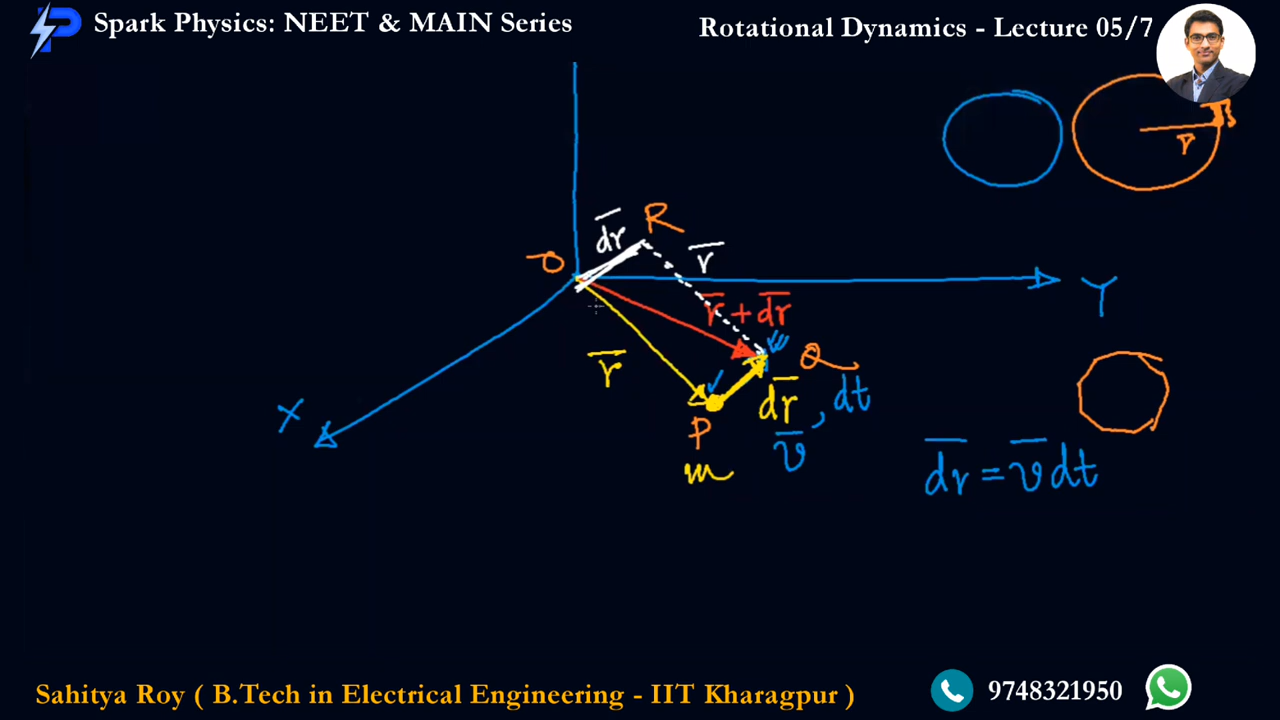 Spark Physics: NEET & MAIN Series
Rotational Dynamics - Lecture 05/7
r
R
dr̅
r̅
O
Y
r̅ + dr̅
Q
r̅
dr̅, dt
X
P
v̅
m
dr̅ = v̅ dt
Sahitya Roy ( B.Tech in Electrical Engineering - IIT Kharagpur )
9748321950